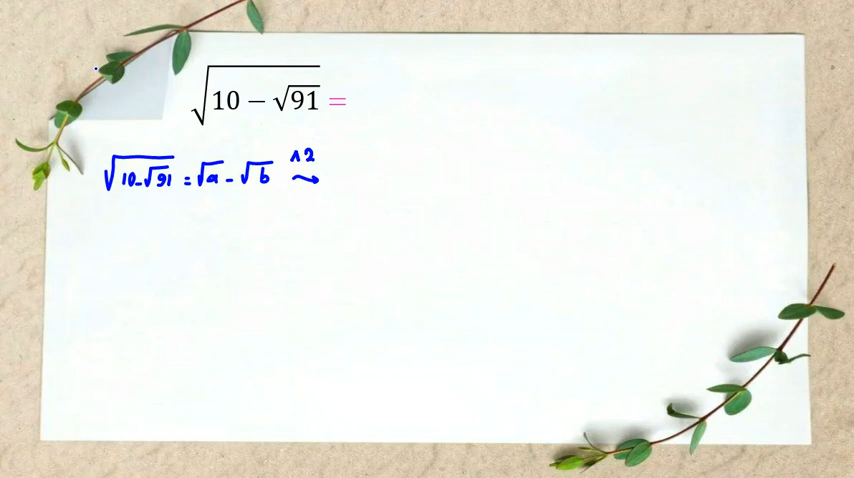 √(10 − √91) =
√(10-√91) = √a - √b ^2 ⤳